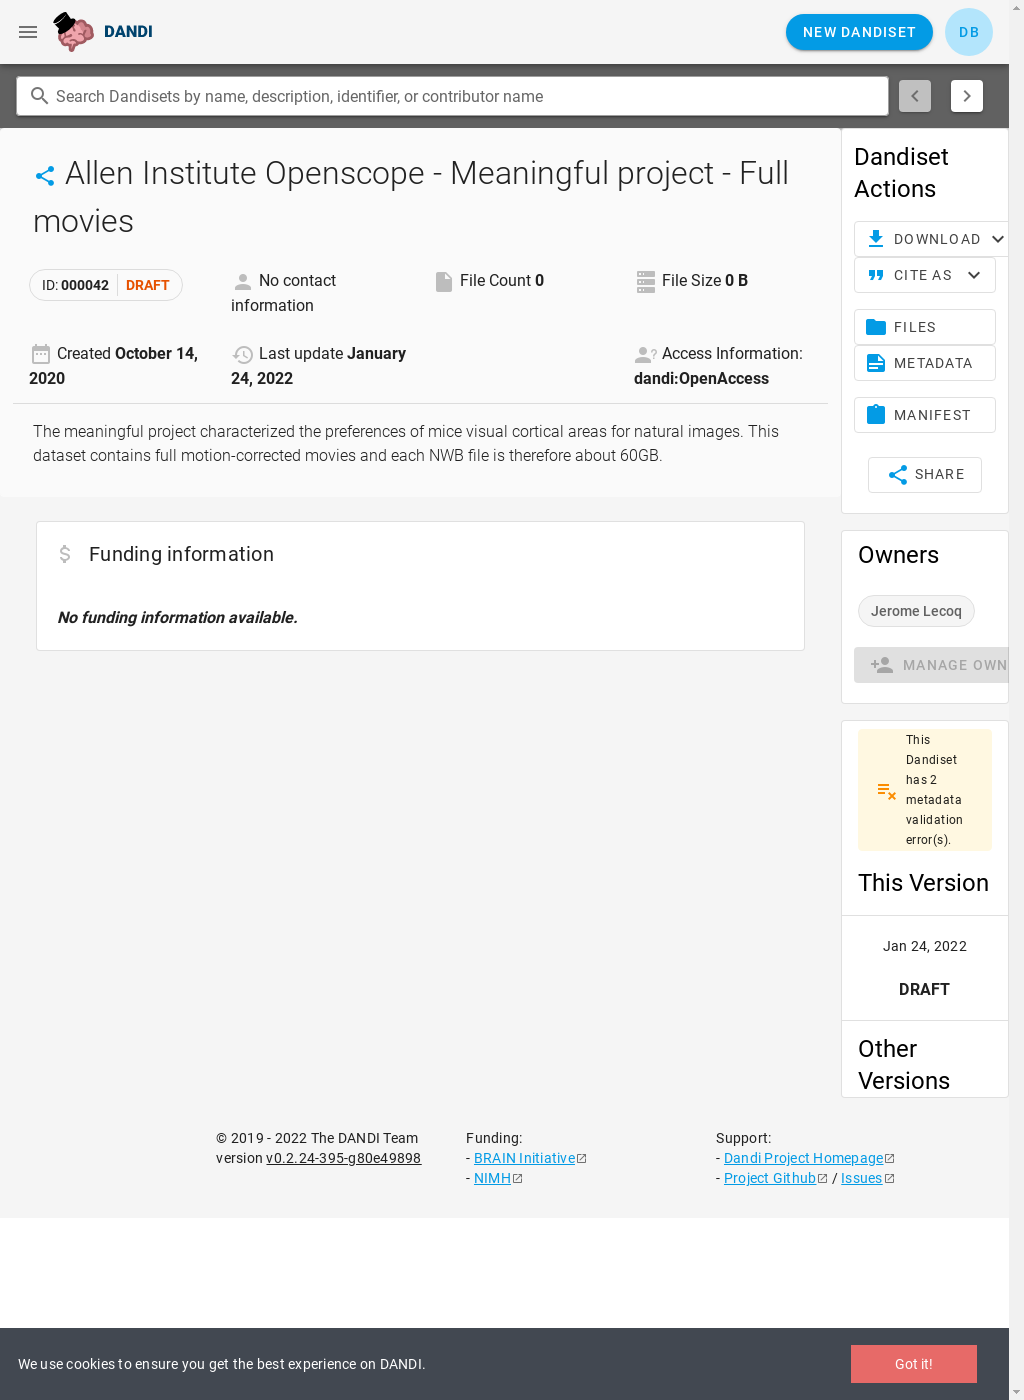 DANDI
NEW DANDISET
DB
Search Dandisets by name, description, identifier, or contributor name
Allen Institute Openscope - Meaningful project - Full
movies
ID: 000042 DRAFT
No contact
information
File Count 0
File Size 0 B
Created October 14,
2020
Last update January
24, 2022
Access Information:
dandi:OpenAccess
The meaningful project characterized the preferences of mice visual cortical areas for natural images. This
dataset contains full motion-corrected movies and each NWB file is therefore about 60GB.
Funding information
No funding information available.
Dandiset
Actions
DOWNLOAD
CITE AS
FILES
METADATA
MANIFEST
SHARE
Owners
Jerome Lecoq
MANAGE OWN
This
Dandiset
has 2
metadata
validation
error(s).
This Version
Jan 24, 2022
DRAFT
Other
Versions
© 2019 - 2022 The DANDI Team
version v0.2.24-395-g80e49898
Funding:
- BRAIN Initiative
- NIMH
Support:
- Dandi Project Homepage
- Project Github / Issues
We use cookies to ensure you get the best experience on DANDI.
Got it!